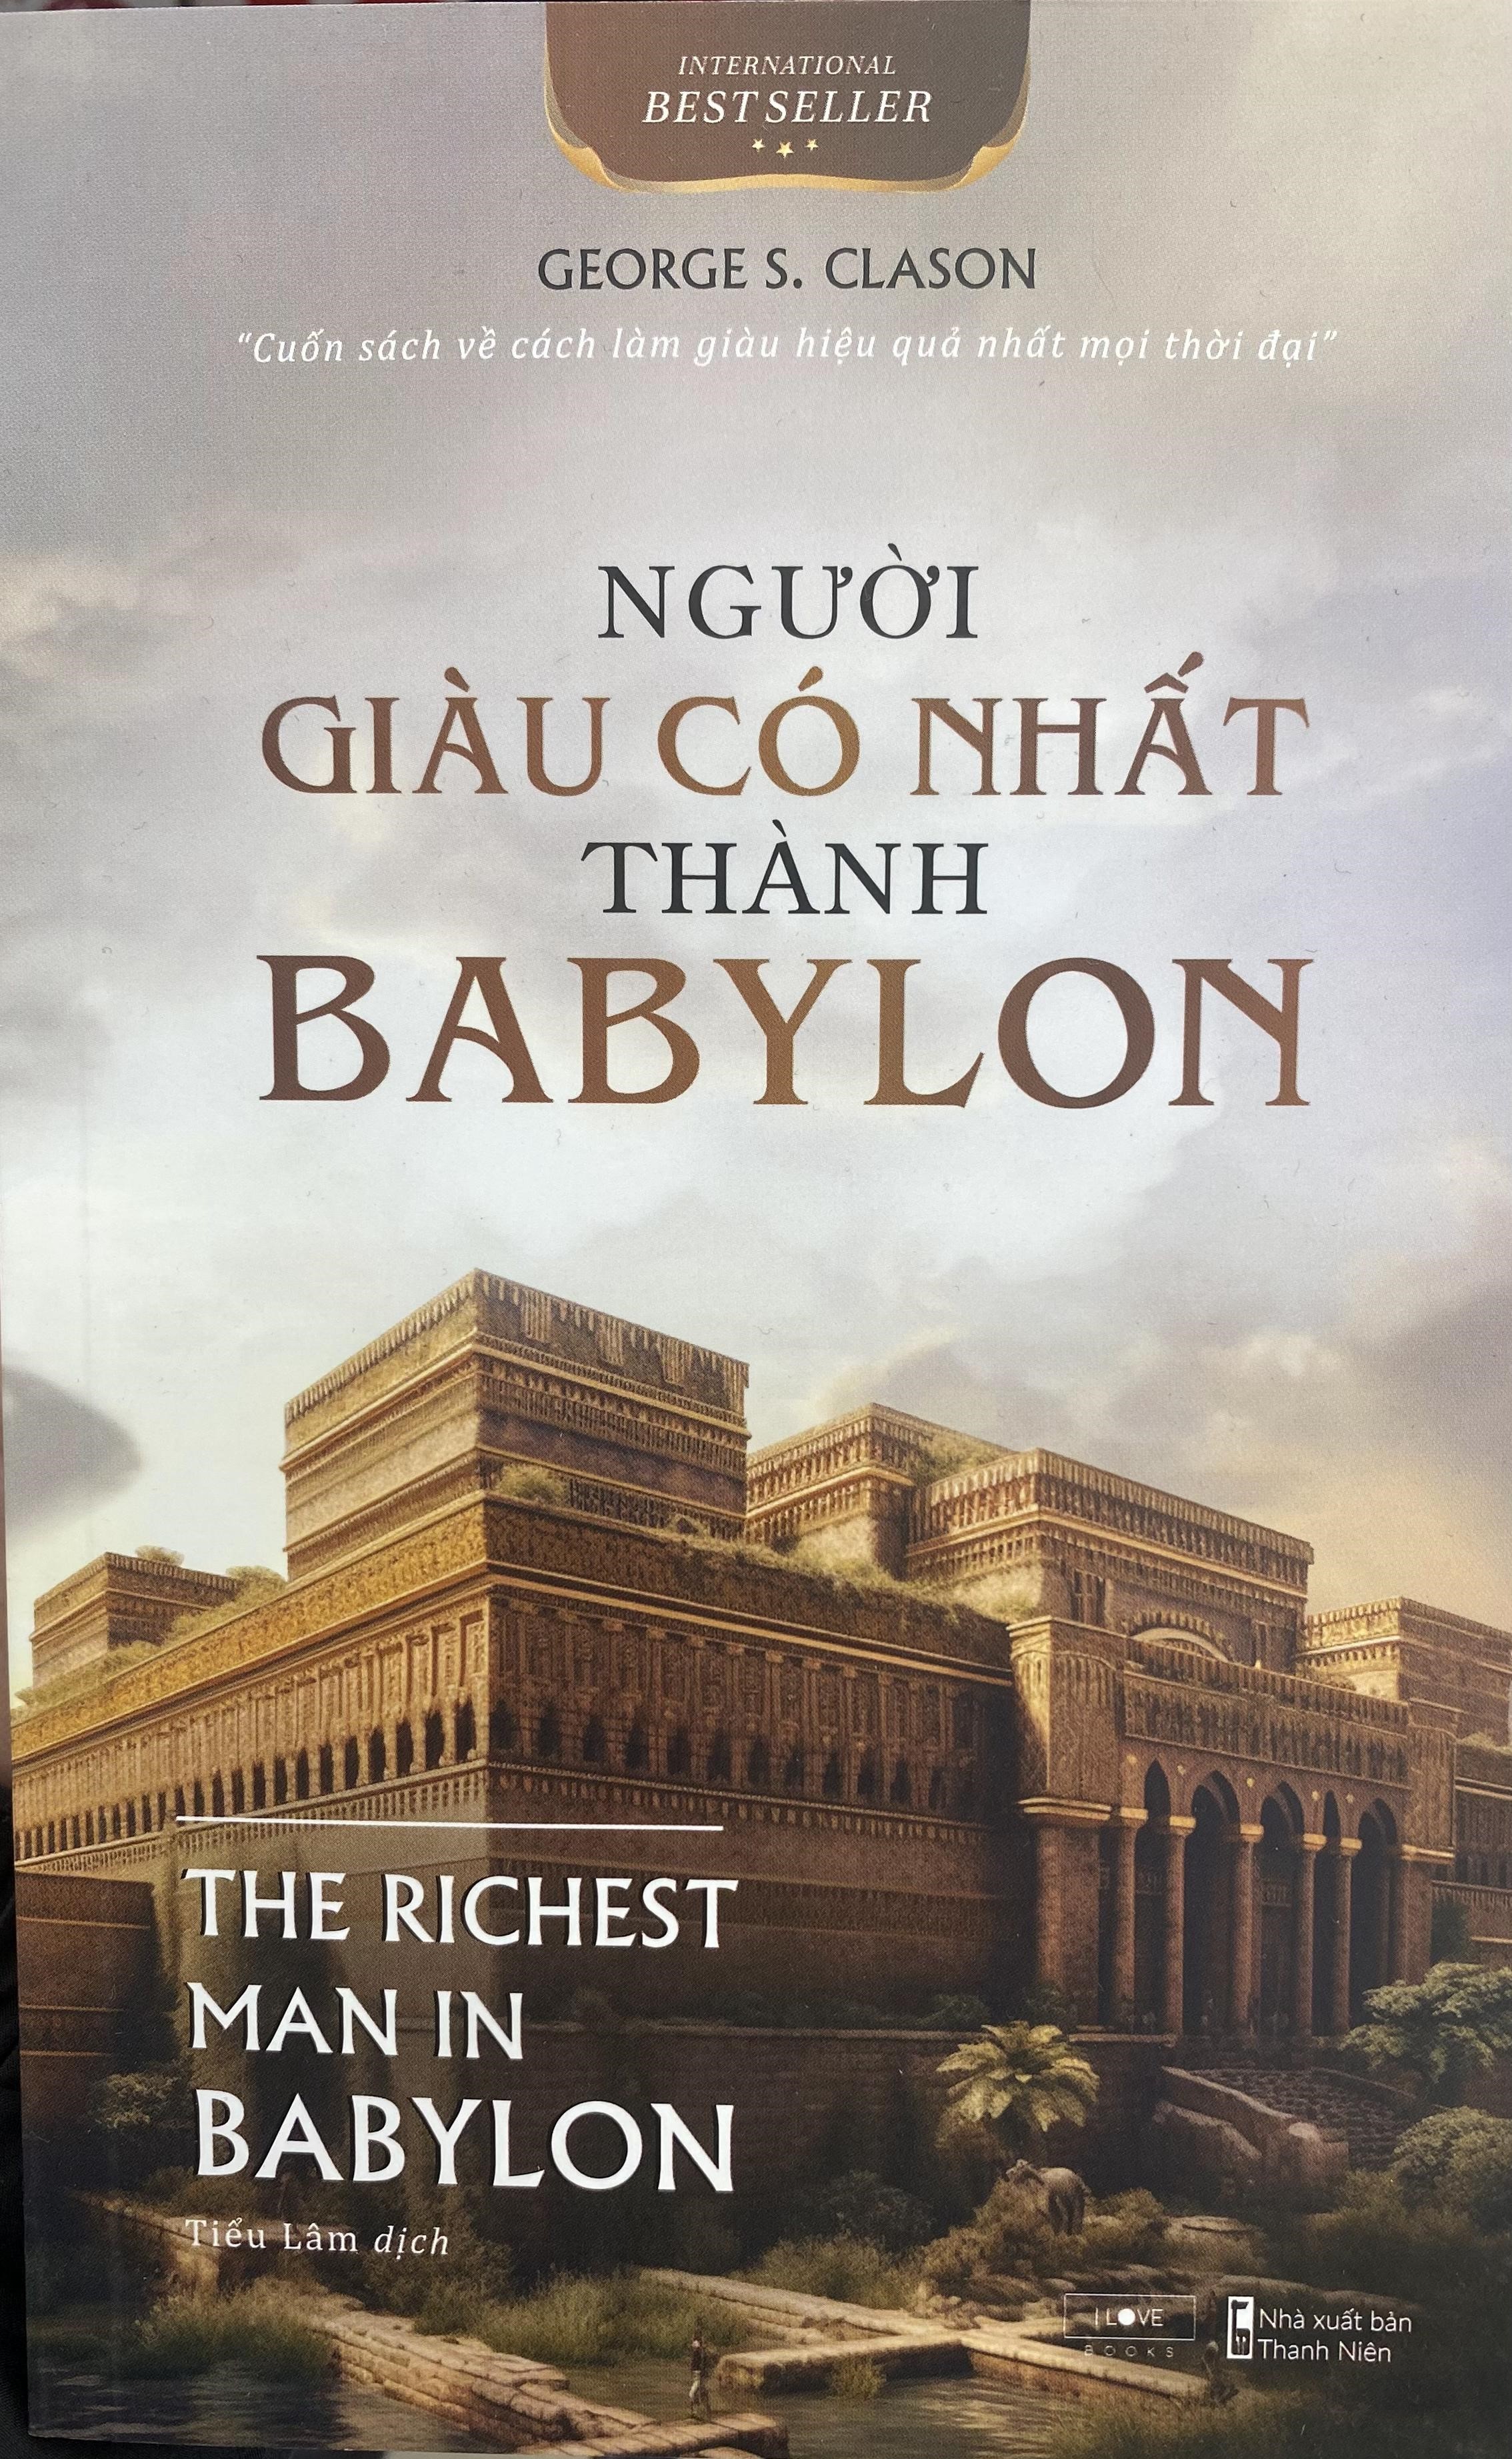 INTERNATIONAL
BESTSELLER
GEORGE S. CLASON
“Cuốn sách về cách làm giàu hiệu quả nhất mọi thời đại”
NGƯỜI
GIÀU CÓ NHẤT
THÀNH
BABYLON
THE RICHEST
MAN IN
BABYLON
Tiểu Lâm dịch
I LOVE
BOOKS
Nhà xuất bản
Thanh Niên